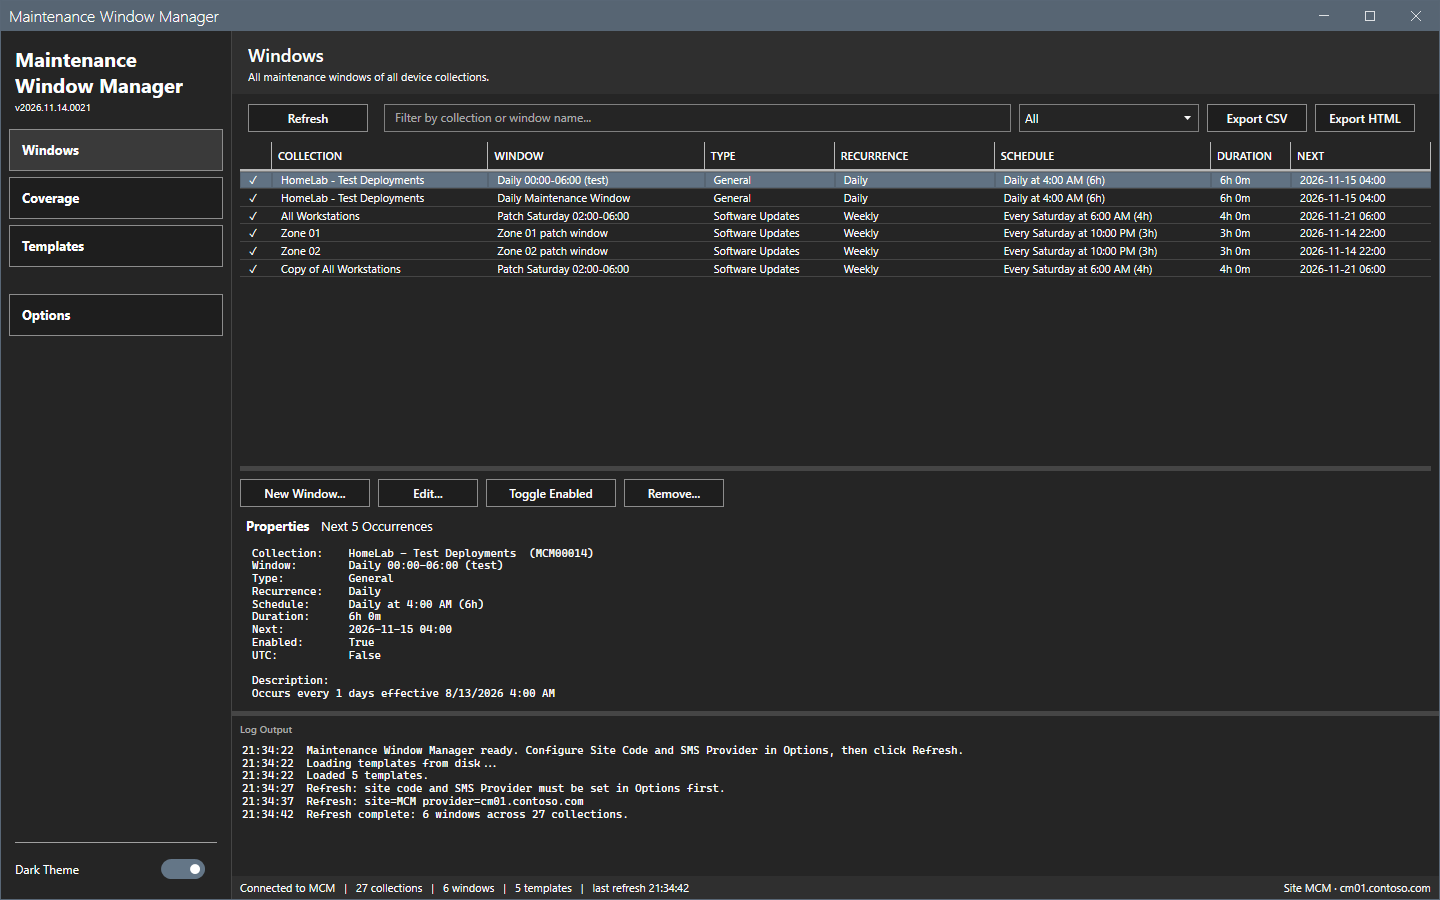 Maintenance Window Manager
Maintenance
Window Manager
v2026.11.14.0021
Windows
Coverage
Templates
Options
Dark Theme
Windows
All maintenance windows of all device collections.
Refresh
Filter by collection or window name...
All
Export CSV
Export HTML
COLLECTION WINDOW TYPE RECURRENCE SCHEDULE DURATION NEXT
✓ HomeLab - Test Deployments Daily 00:00-06:00 (test) General Daily Daily at 4:00 AM (6h) 6h 0m 2026-11-15 04:00
✓ HomeLab - Test Deployments Daily Maintenance Window General Daily Daily at 4:00 AM (6h) 6h 0m 2026-11-15 04:00
✓ All Workstations Patch Saturday 02:00-06:00 Software Updates Weekly Every Saturday at 6:00 AM (4h) 4h 0m 2026-11-21 06:00
✓ Zone 01 Zone 01 patch window Software Updates Weekly Every Saturday at 10:00 PM (3h) 3h 0m 2026-11-14 22:00
✓ Zone 02 Zone 02 patch window Software Updates Weekly Every Saturday at 10:00 PM (3h) 3h 0m 2026-11-14 22:00
✓ Copy of All Workstations Patch Saturday 02:00-06:00 Software Updates Weekly Every Saturday at 6:00 AM (4h) 4h 0m 2026-11-21 06:00
New Window...
Edit...
Toggle Enabled
Remove...
Properties Next 5 Occurrences
Collection: HomeLab - Test Deployments (MCM00014)
Window: Daily 00:00-06:00 (test)
Type: General
Recurrence: Daily
Schedule: Daily at 4:00 AM (6h)
Duration: 6h 0m
Next: 2026-11-15 04:00
Enabled: True
UTC: False
Description:
Occurs every 1 days effective 8/13/2026 4:00 AM
Log Output
21:34:22 Maintenance Window Manager ready. Configure Site Code and SMS Provider in Options, then click Refresh.
21:34:22 Loading templates from disk...
21:34:22 Loaded 5 templates.
21:34:27 Refresh: site code and SMS Provider must be set in Options first.
21:34:37 Refresh: site=MCM provider=cm01.contoso.com
21:34:42 Refresh complete: 6 windows across 27 collections.
Connected to MCM | 27 collections | 6 windows | 5 templates | last refresh 21:34:42
Site MCM · cm01.contoso.com